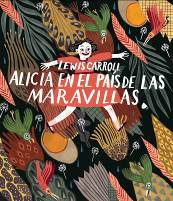 LEWIS CARROLL
ALICIA EN EL PAÍS DE LAS
MARAVILLAS